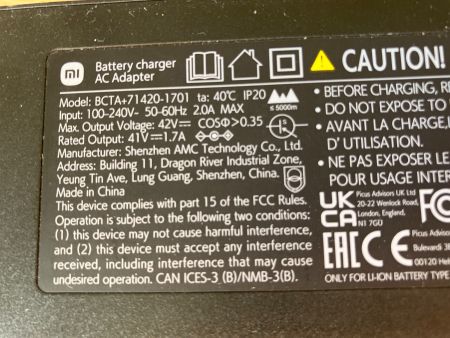 mi
Battery charger
AC Adapter
Model: BCTA+71420-1701 ta: 40℃ IP20
≤5000m
Input: 100-240V~ 50-60Hz 2.0A MAX
Max. Output Voltage: 42V⎓ COSΦ>0.35
Rated Output: 41V⎓1.7A
Manufacturer: Shenzhen AMC Technology Co., Ltd.
Address: Building 11, Dragon River Industrial Zone,
Yeung Tin Ave, Lung Guang, Shenzhen, China.
Made in China
This device complies with part 15 of the FCC Rules.
Operation is subject to the following two conditions:
(1) this device may not cause harmful interference,
and (2) this device must accept any interference
received, including interference that may cause
undesired operation. CAN ICES-3 (B)/NMB-3(B).
CAUTION!
• BEFORE CHARGING,
• DO NOT EXPOSE TO
• AVANT LA CHARGE,
D' UTILISATION.
• NE PAS EXPOSER
POUR USAGE
UK
CA
Picus Advisors UK Ltd
20-22 Wenlock Road,
London, England,
N1 7GU
FC
EAC
CE
Picus
Bulevardi
00120
ONLY FOR LI-ION BATTERY